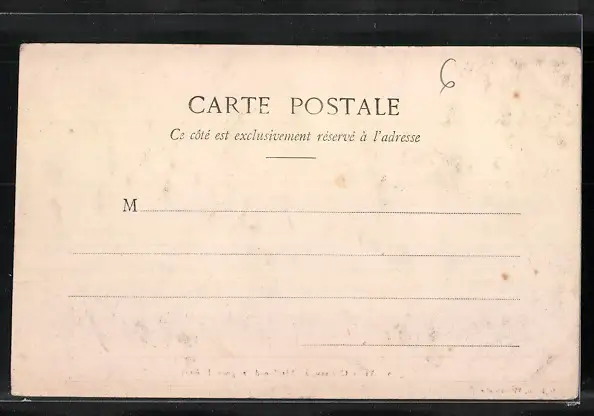 6
CARTE POSTALE
Ce côté est exclusivement réservé à l'adresse
M